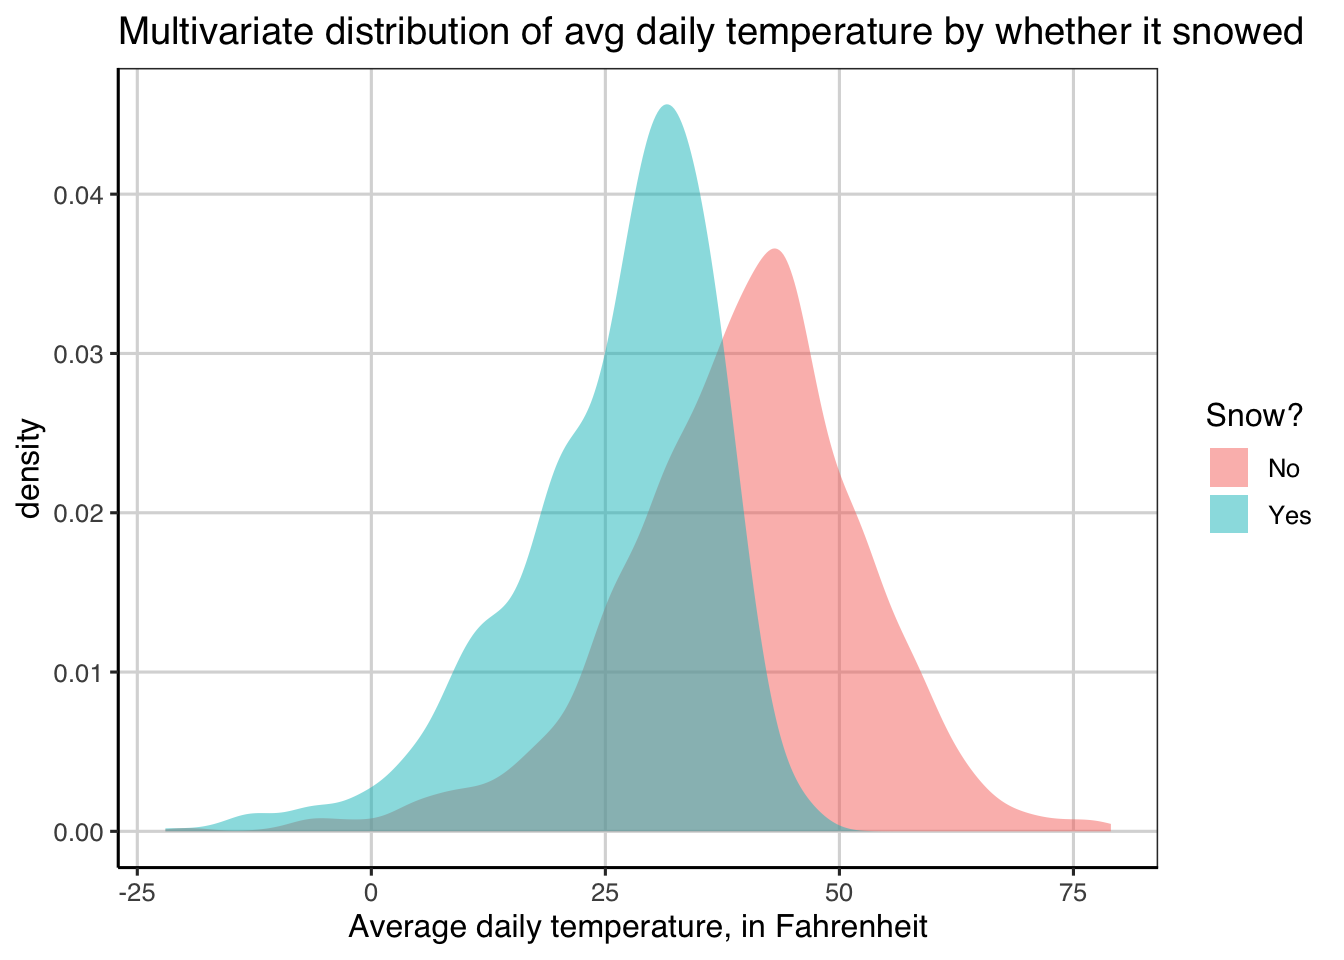 Multivariate distribution of avg daily temperature by whether it snowed
density
0.04
0.03
0.02
0.01
0.00
-25 0 25 50 75
Average daily temperature, in Fahrenheit
Snow?
No
Yes